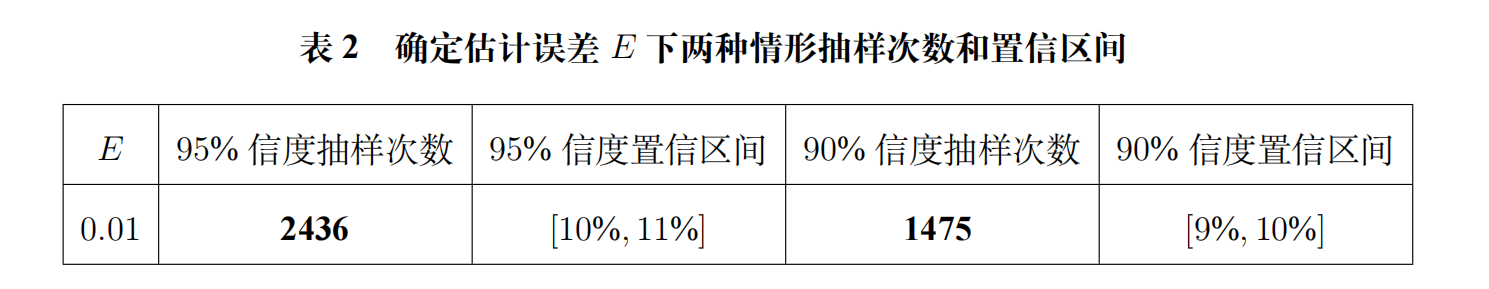 表 2 确定估计误差 E 下两种情形抽样次数和置信区间
E 95% 信度抽样次数 95% 信度置信区间 90% 信度抽样次数 90% 信度置信区间
0.01 2436 [10%, 11%] 1475 [9%, 10%]